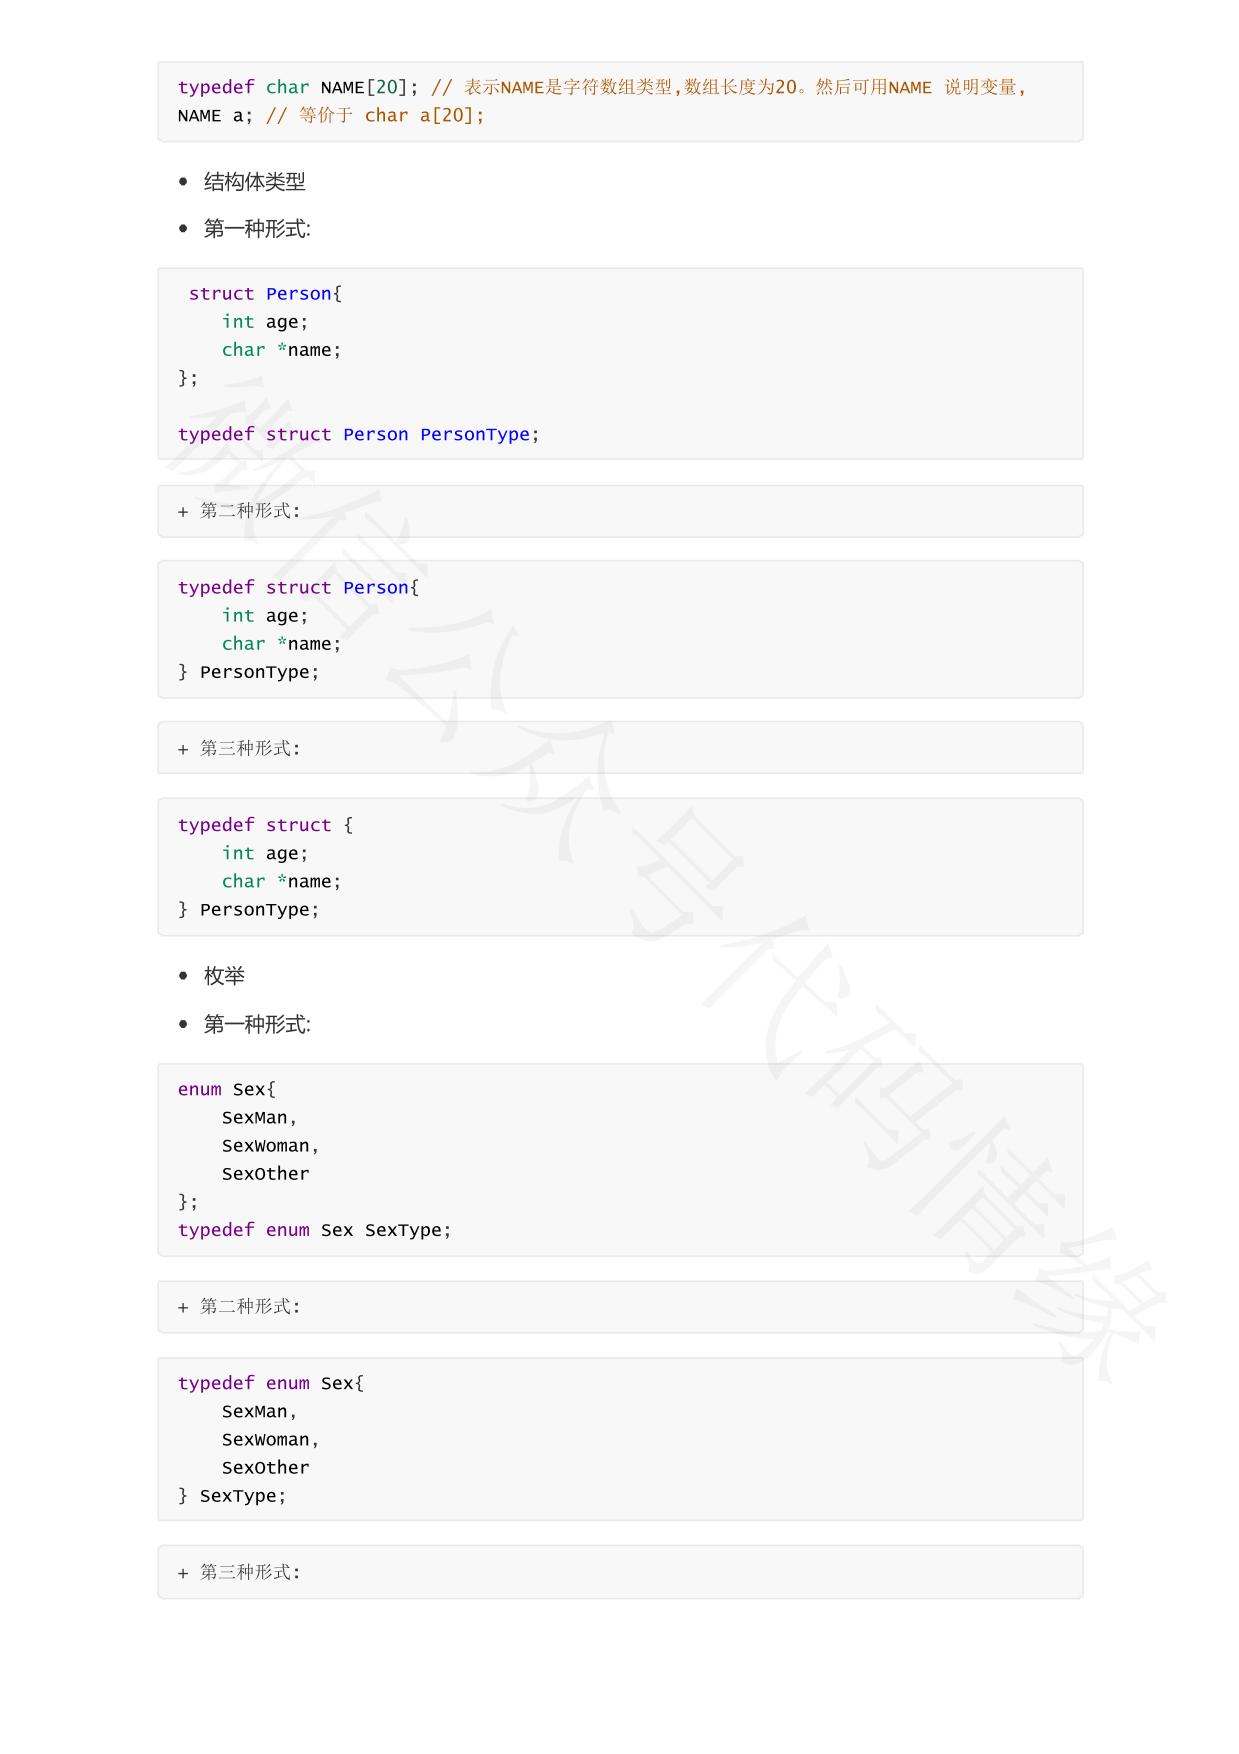 typedef char NAME[20]; // 表示NAME是字符数组类型,数组长度为20。然后可用NAME 说明变量,
NAME a; // 等价于 char a[20];
• 结构体类型
• 第一种形式:
struct Person{
    int age;
    char *name;
};
typedef struct Person PersonType;
+ 第二种形式:
typedef struct Person{
    int age;
    char *name;
} PersonType;
+ 第三种形式:
typedef struct {
    int age;
    char *name;
} PersonType;
• 枚举
• 第一种形式:
enum Sex{
    SexMan,
    SexWoman,
    SexOther
};
typedef enum Sex SexType;
+ 第二种形式:
typedef enum Sex{
    SexMan,
    SexWoman,
    SexOther
} SexType;
+ 第三种形式:
微信公众号代码情缘